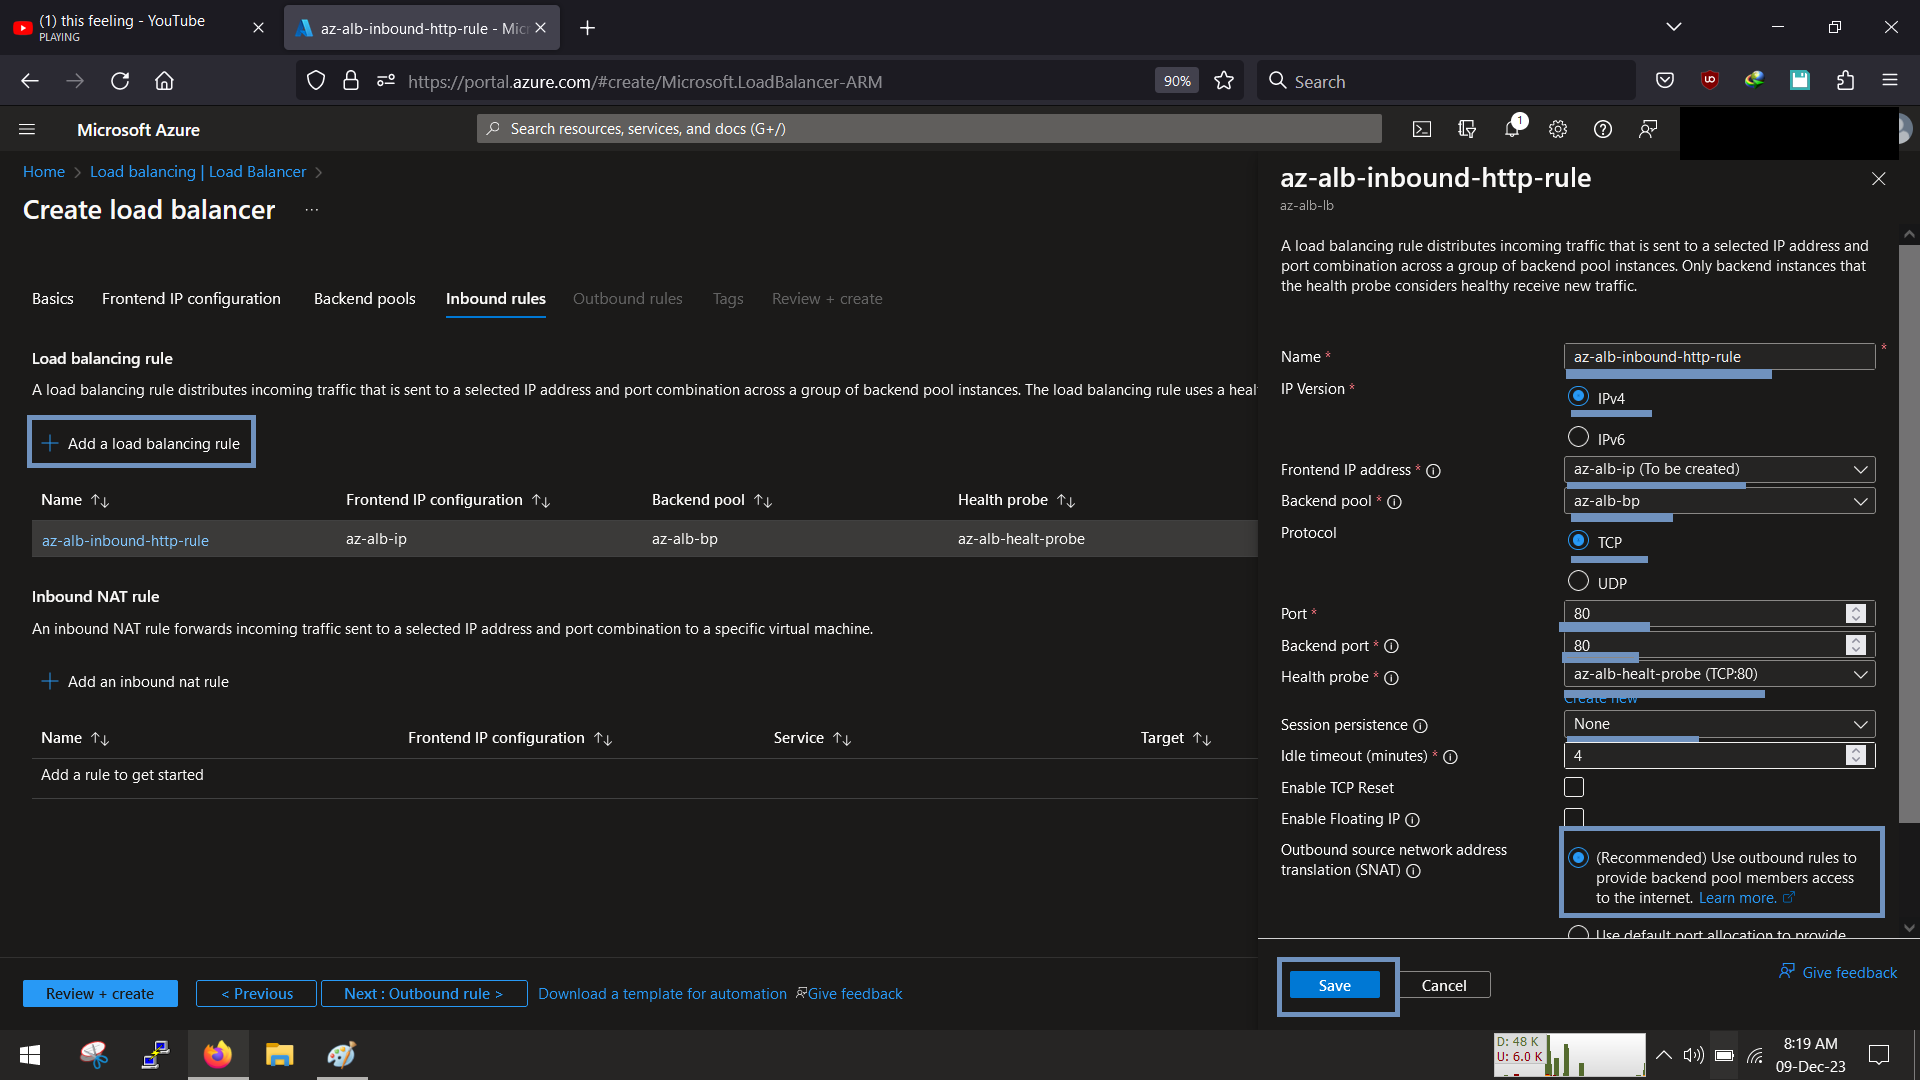 (1) this feeling - YouTube
PLAYING
az-alb-inbound-http-rule - Mic
https://portal.azure.com/#create/Microsoft.LoadBalancer-ARM
90%
Search
Microsoft Azure
Search resources, services, and docs (G+/)
1
Home > Load balancing | Load Balancer >
Create load balancer ...
Basics Frontend IP configuration Backend pools Inbound rules Outbound rules Tags Review + create
Load balancing rule
A load balancing rule distributes incoming traffic that is sent to a selected IP address and port combination across a group of backend pool instances. The load balancing rule uses a heal
+ Add a load balancing rule
Name Frontend IP configuration Backend pool Health probe
az-alb-inbound-http-rule az-alb-ip az-alb-bp az-alb-healt-probe
Inbound NAT rule
An inbound NAT rule forwards incoming traffic sent to a selected IP address and port combination to a specific virtual machine.
+ Add an inbound nat rule
Name Frontend IP configuration Service Target
Add a rule to get started
Review + create < Previous Next : Outbound rule > Download a template for automation Give feedback
az-alb-inbound-http-rule
az-alb-lb
A load balancing rule distributes incoming traffic that is sent to a selected IP address and
port combination across a group of backend pool instances. Only backend instances that
the health probe considers healthy receive new traffic.
Name * az-alb-inbound-http-rule *
IP Version * IPv4
IPv6
Frontend IP address * az-alb-ip (To be created)
Backend pool * az-alb-bp
Protocol TCP
UDP
Port * 80
Backend port * 80
Health probe * az-alb-healt-probe (TCP:80)
Create new
Session persistence None
Idle timeout (minutes) * 4
Enable TCP Reset
Enable Floating IP
Outbound source network address
translation (SNAT)
(Recommended) Use outbound rules to
provide backend pool members access
to the internet. Learn more.
Use default port allocation to provide
Save Cancel
Give feedback
D: 48 K
U: 6.0 K
8:19 AM
09-Dec-23